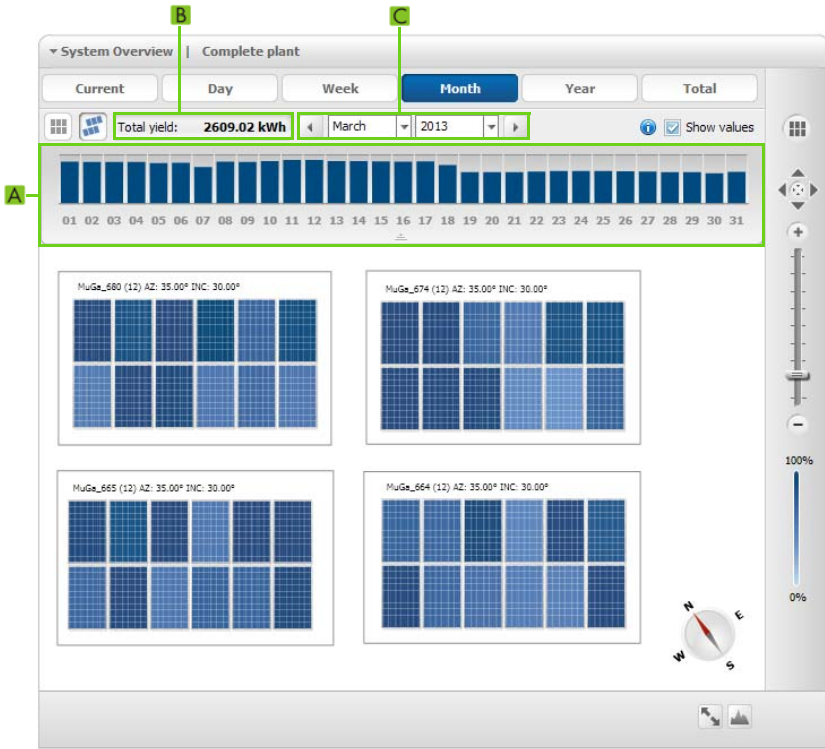 B C
System Overview | Complete plant
Current Day Week Month Year Total
Total yield: 2609.02 kWh March 2013 Show values
A
01 02 03 04 05 06 07 08 09 10 11 12 13 14 15 16 17 18 19 20 21 22 23 24 25 26 27 28 29 30 31
MuGa_680 (12) AZ: 35.00° INC: 30.00°
MuGa_674 (12) AZ: 35.00° INC: 30.00°
100%
MuGa_665 (12) AZ: 35.00° INC: 30.00°
MuGa_664 (12) AZ: 35.00° INC: 30.00°
0%
N
E
W
S